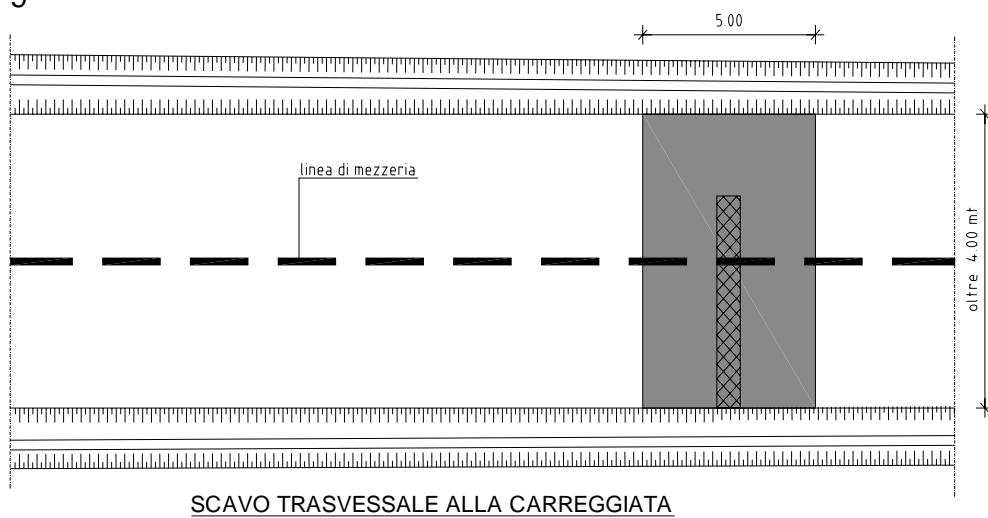 5.00
linea di mezzeria
oltre 4.00 mt
SCAVO TRASVESSALE ALLA CARREGGIATA